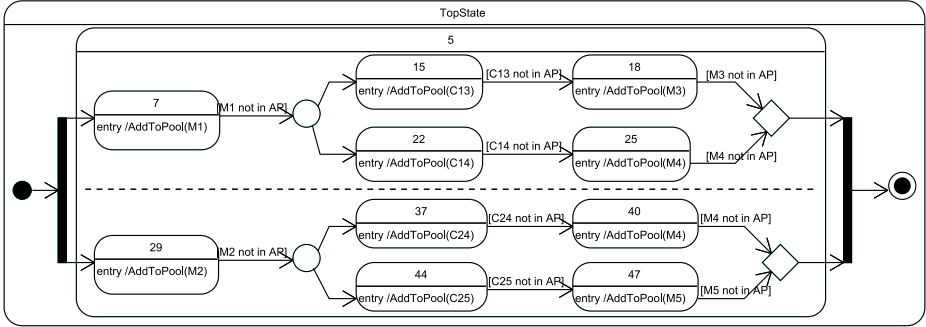 TopState
5
15
[C13 not in AP]
18
[M3 not in AP]
entry /AddToPool(C13)
entry /AddToPool(M3)
7
[M1 not in AP]
entry /AddToPool(M1)
22
[C14 not in AP]
25
[M4 not in AP]
entry /AddToPool(C14)
entry /AddToPool(M4)
37
[C24 not in AP]
40
[M4 not in AP]
entry /AddToPool(C24)
entry /AddToPool(M4)
29
[M2 not in AP]
entry /AddToPool(M2)
44
[C25 not in AP]
47
[M5 not in AP]
entry /AddToPool(C25)
entry /AddToPool(M5)